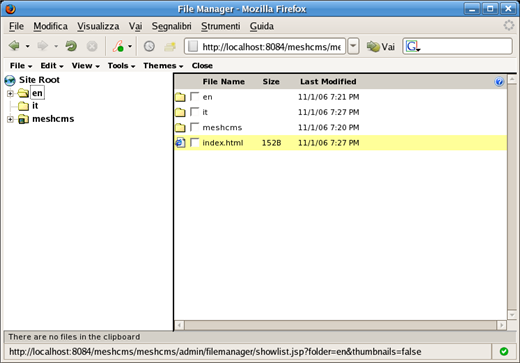 File Manager - Mozilla Firefox
File Modifica Visualizza Vai Segnalibri Strumenti Guida
http://localhost:8084/meshcms/me Vai G
File Edit View Tools Themes Close
Site Root
en
it
meshcms
File Name Size Last Modified ?
en 11/1/06 7:21 PM
it 11/1/06 7:27 PM
meshcms 11/1/06 7:20 PM
index.html 152B 11/1/06 7:27 PM
There are no files in the clipboard
http://localhost:8084/meshcms/meshcms/admin/filemanager/showlist.jsp?folder=en&thumbnails=false